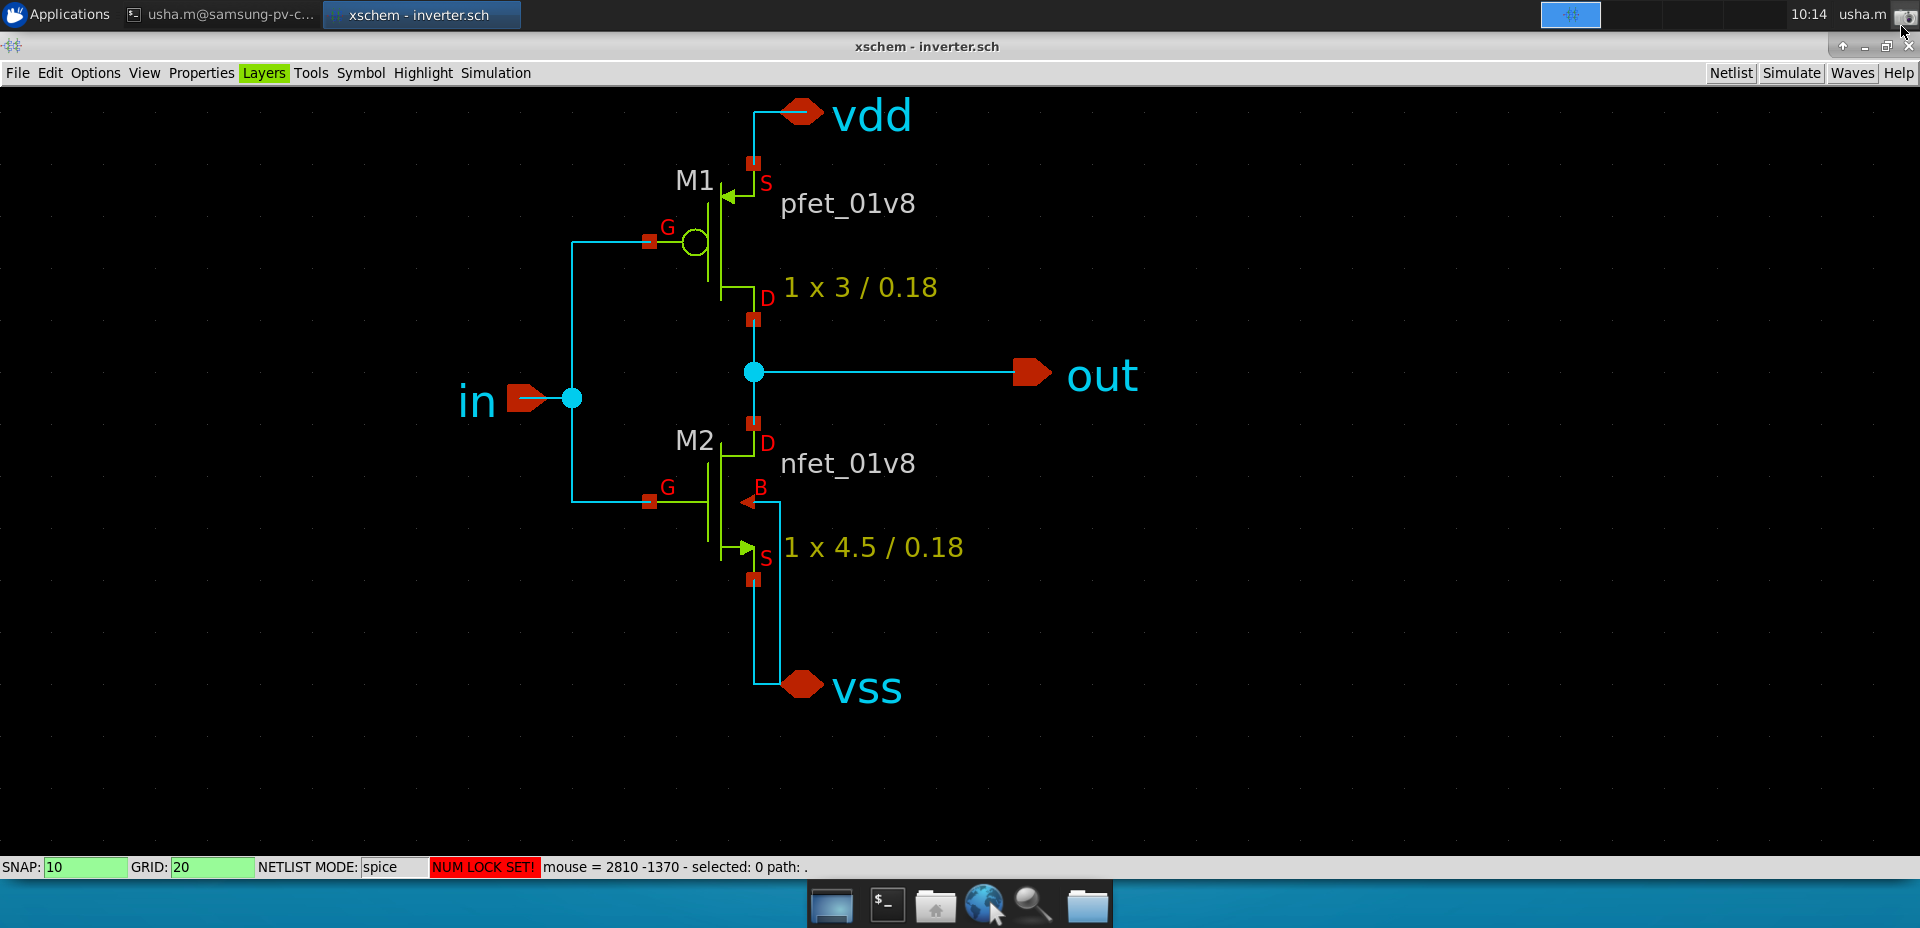 Applications usha.m@samsung-pv-c... xschem - inverter.sch 10:14 usha.m
xschem - inverter.sch
File Edit Options View Properties Layers Tools Symbol Highlight Simulation Netlist Simulate Waves Help
vdd
M1
S
pfet_01v8
G
1 x 3 / 0.18
D
out
in
M2
D
nfet_01v8
G
B
1 x 4.5 / 0.18
S
vss
SNAP: 10 GRID: 20 NETLIST MODE: spice NUM LOCK SET! mouse = 2810 -1370 - selected: 0 path: .
$_